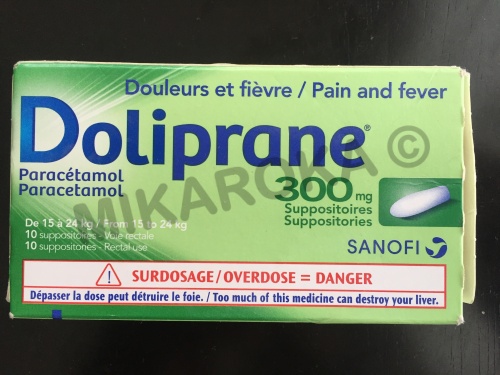 Douleurs et fièvre / Pain and fever
Doliprane®
Paracétamol
Paracetamol
300 mg
Suppositoires
Suppositories
De 15 à 24 kg / From 15 to 24 kg
10 suppositoires - Voie rectale
10 suppositories - Rectal use
SANOFI
MIKAROKA ©
SURDOSAGE/OVERDOSE = DANGER
Dépasser la dose peut détruire le foie. / Too much of this medicine can destroy your liver.